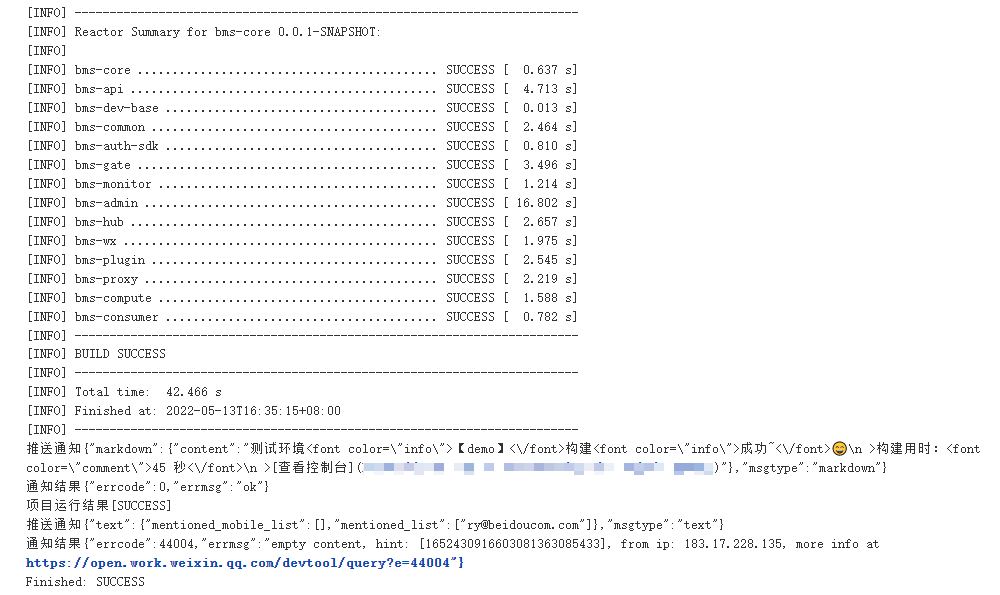 [INFO] ------------------------------------------------------------------------
[INFO] Reactor Summary for bms-core 0.0.1-SNAPSHOT:
[INFO]
[INFO] bms-core ........................................... SUCCESS [  0.637 s]
[INFO] bms-api ............................................ SUCCESS [  4.713 s]
[INFO] bms-dev-base ....................................... SUCCESS [  0.013 s]
[INFO] bms-common ......................................... SUCCESS [  2.464 s]
[INFO] bms-auth-sdk ....................................... SUCCESS [  0.810 s]
[INFO] bms-gate ........................................... SUCCESS [  3.496 s]
[INFO] bms-monitor ........................................ SUCCESS [  1.214 s]
[INFO] bms-admin .......................................... SUCCESS [ 16.802 s]
[INFO] bms-hub ............................................ SUCCESS [  2.657 s]
[INFO] bms-wx ............................................. SUCCESS [  1.975 s]
[INFO] bms-plugin ......................................... SUCCESS [  2.545 s]
[INFO] bms-proxy .......................................... SUCCESS [  2.219 s]
[INFO] bms-compute ........................................ SUCCESS [  1.588 s]
[INFO] bms-consumer ....................................... SUCCESS [  0.782 s]
[INFO] ------------------------------------------------------------------------
[INFO] BUILD SUCCESS
[INFO] ------------------------------------------------------------------------
[INFO] Total time:  42.466 s
[INFO] Finished at: 2022-05-13T16:35:15+08:00
[INFO] ------------------------------------------------------------------------
推送通知{"markdown":{"content":"测试环境<font color=\"info\">【demo】<\/font>构建<font color=\"info\">成功~<\/font>😄\n >构建用时：<font
color=\"comment\">45 秒<\/font>\n >[查看控制台](                    )"},"msgtype":"markdown"}
通知结果{"errcode":0,"errmsg":"ok"}
项目运行结果[SUCCESS]
推送通知{"text":{"mentioned_mobile_list":[],"mentioned_list":["ry@beidoucom.com"]},"msgtype":"text"}
通知结果{"errcode":44004,"errmsg":"empty content, hint: [1652430916603081363085433], from ip: 183.17.228.135, more info at
https://open.work.weixin.qq.com/devtool/query?e=44004"}
Finished: SUCCESS